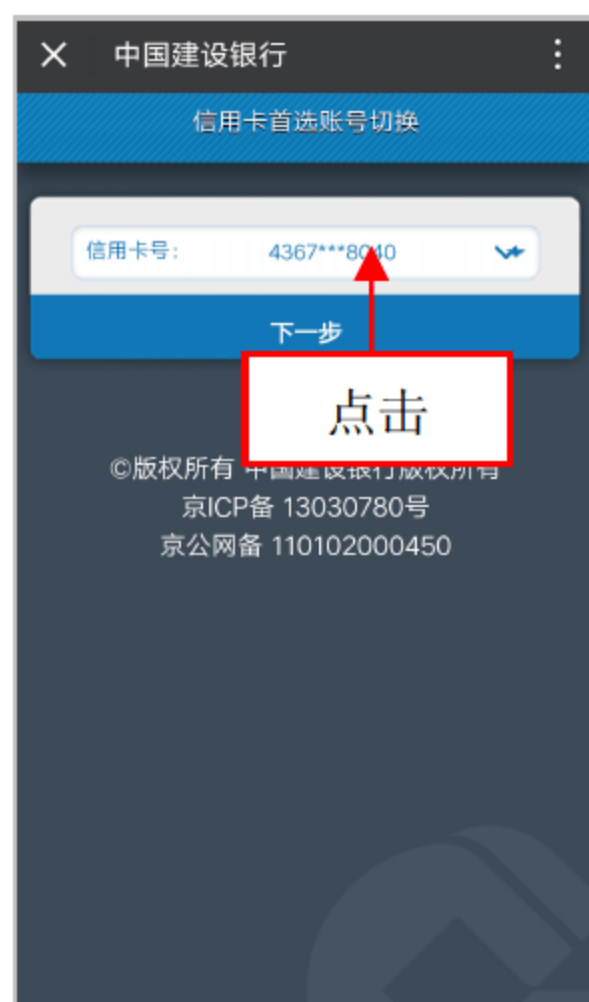 中国建设银行
信用卡首选账号切换
信用卡号: 4367***8040
下一步
点击
©版权所有 中国建设银行版权所有
京ICP备 13030780号
京公网备 110102000450